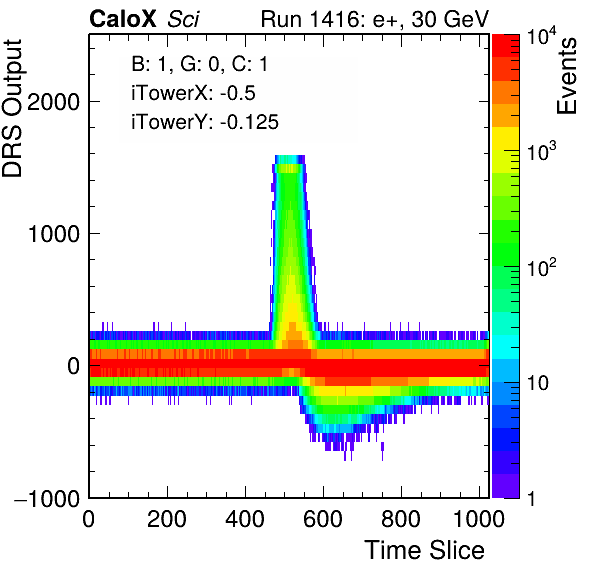 CaloX Sci
Run 1416: e+, 30 GeV
B: 1, G: 0, C: 1
iTowerX: -0.5
iTowerY: -0.125
DRS Output
2000
1000
0
−1000
0 200 400 600 800 1000
Time Slice
Events
10^4
10^3
10^2
10
1